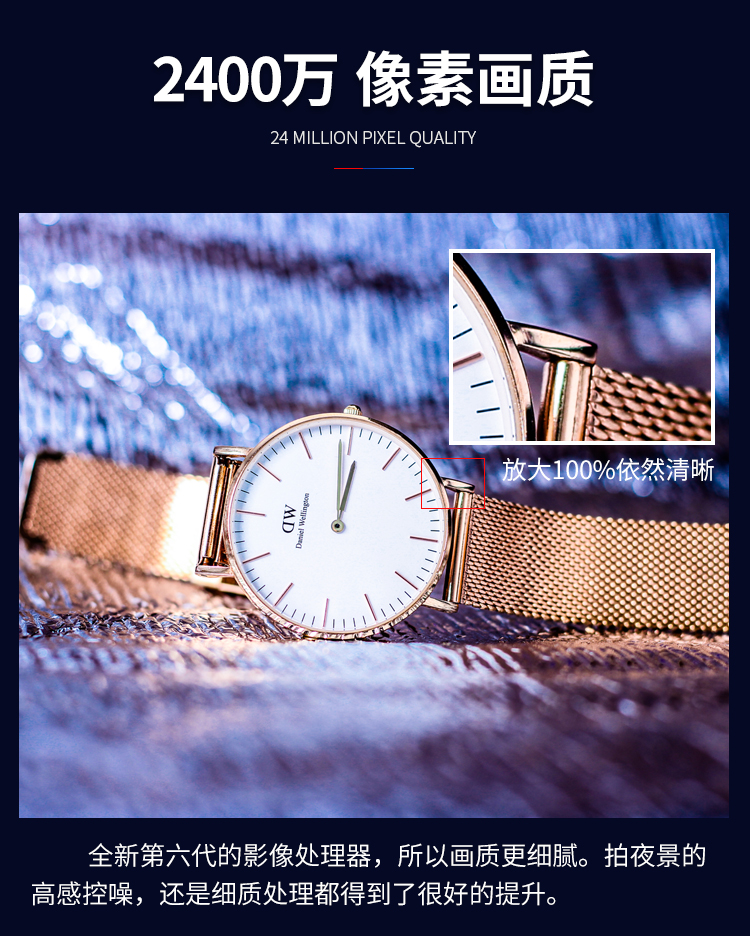 2400万 像素画质
24 MILLION PIXEL QUALITY
放大100%依然清晰
DW
Daniel Wellington
全新第六代的影像处理器，所以画质更细腻。拍夜景的
高感控噪，还是细质处理都得到了很好的提升。